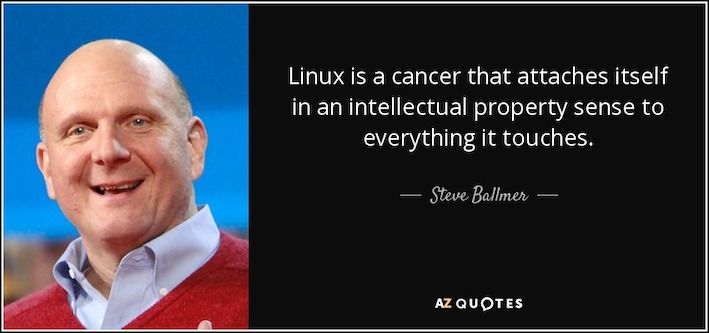 Linux is a cancer that attaches itself
in an intellectual property sense to
everything it touches.
Steve Ballmer
AZ QUOTES